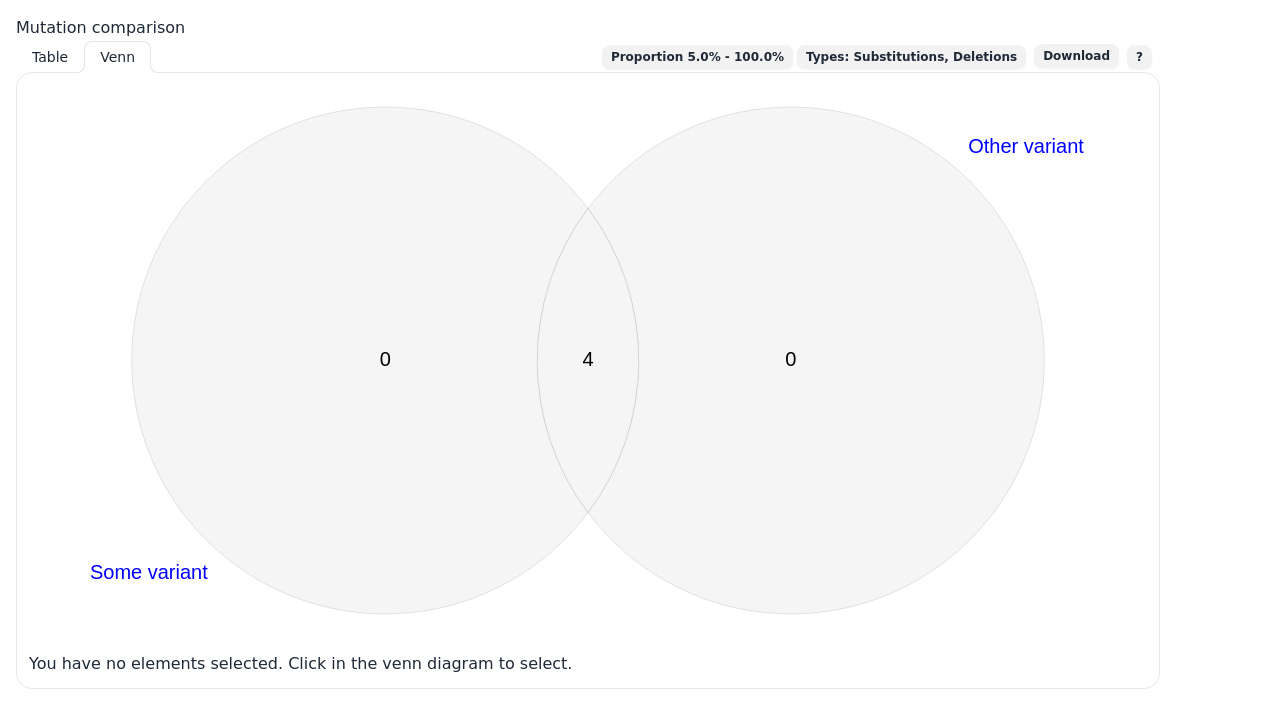 Mutation comparison
Table Venn Proportion 5.0% - 100.0% Types: Substitutions, Deletions Download ?
Other variant
0 4 0
Some variant
You have no elements selected. Click in the venn diagram to select.